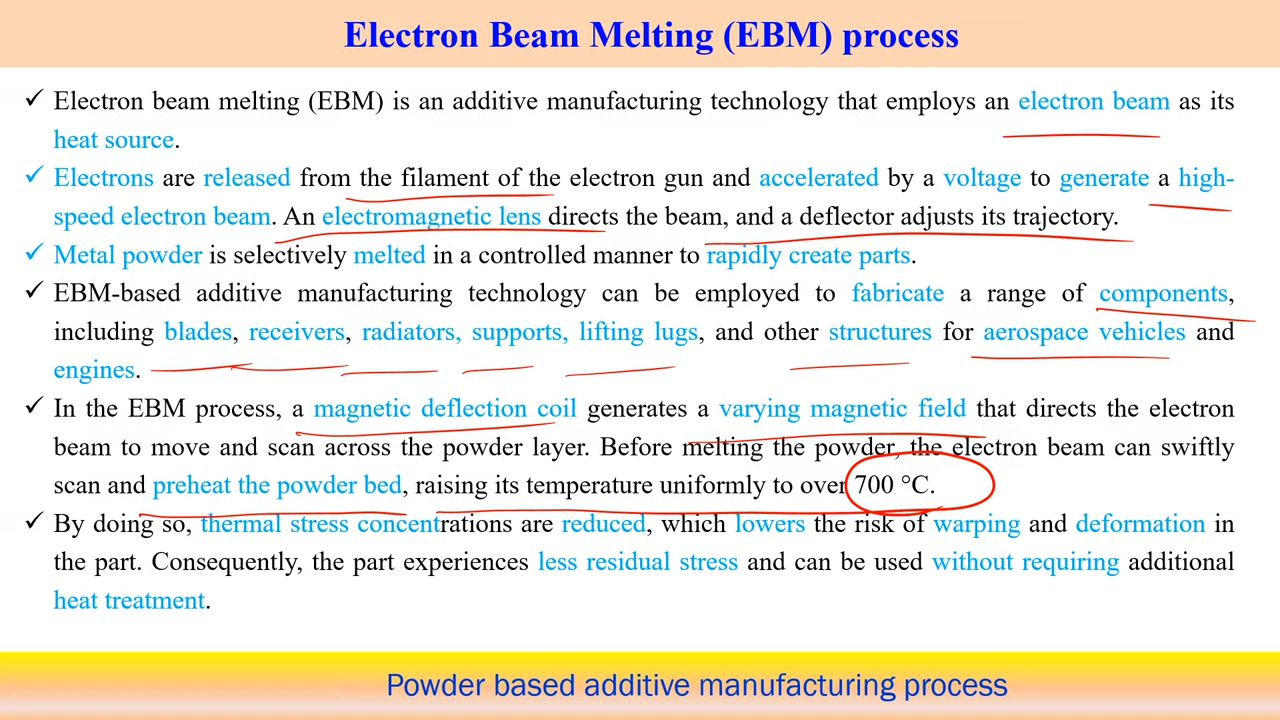 Electron Beam Melting (EBM) process
✓ Electron beam melting (EBM) is an additive manufacturing technology that employs an electron beam as its
heat source.
✓ Electrons are released from the filament of the electron gun and accelerated by a voltage to generate a high-
speed electron beam. An electromagnetic lens directs the beam, and a deflector adjusts its trajectory.
✓ Metal powder is selectively melted in a controlled manner to rapidly create parts.
✓ EBM-based additive manufacturing technology can be employed to fabricate a range of components,
including blades, receivers, radiators, supports, lifting lugs, and other structures for aerospace vehicles and
engines.
✓ In the EBM process, a magnetic deflection coil generates a varying magnetic field that directs the electron
beam to move and scan across the powder layer. Before melting the powder, the electron beam can swiftly
scan and preheat the powder bed, raising its temperature uniformly to over 700 °C.
✓ By doing so, thermal stress concentrations are reduced, which lowers the risk of warping and deformation in
the part. Consequently, the part experiences less residual stress and can be used without requiring additional
heat treatment.
Powder based additive manufacturing process